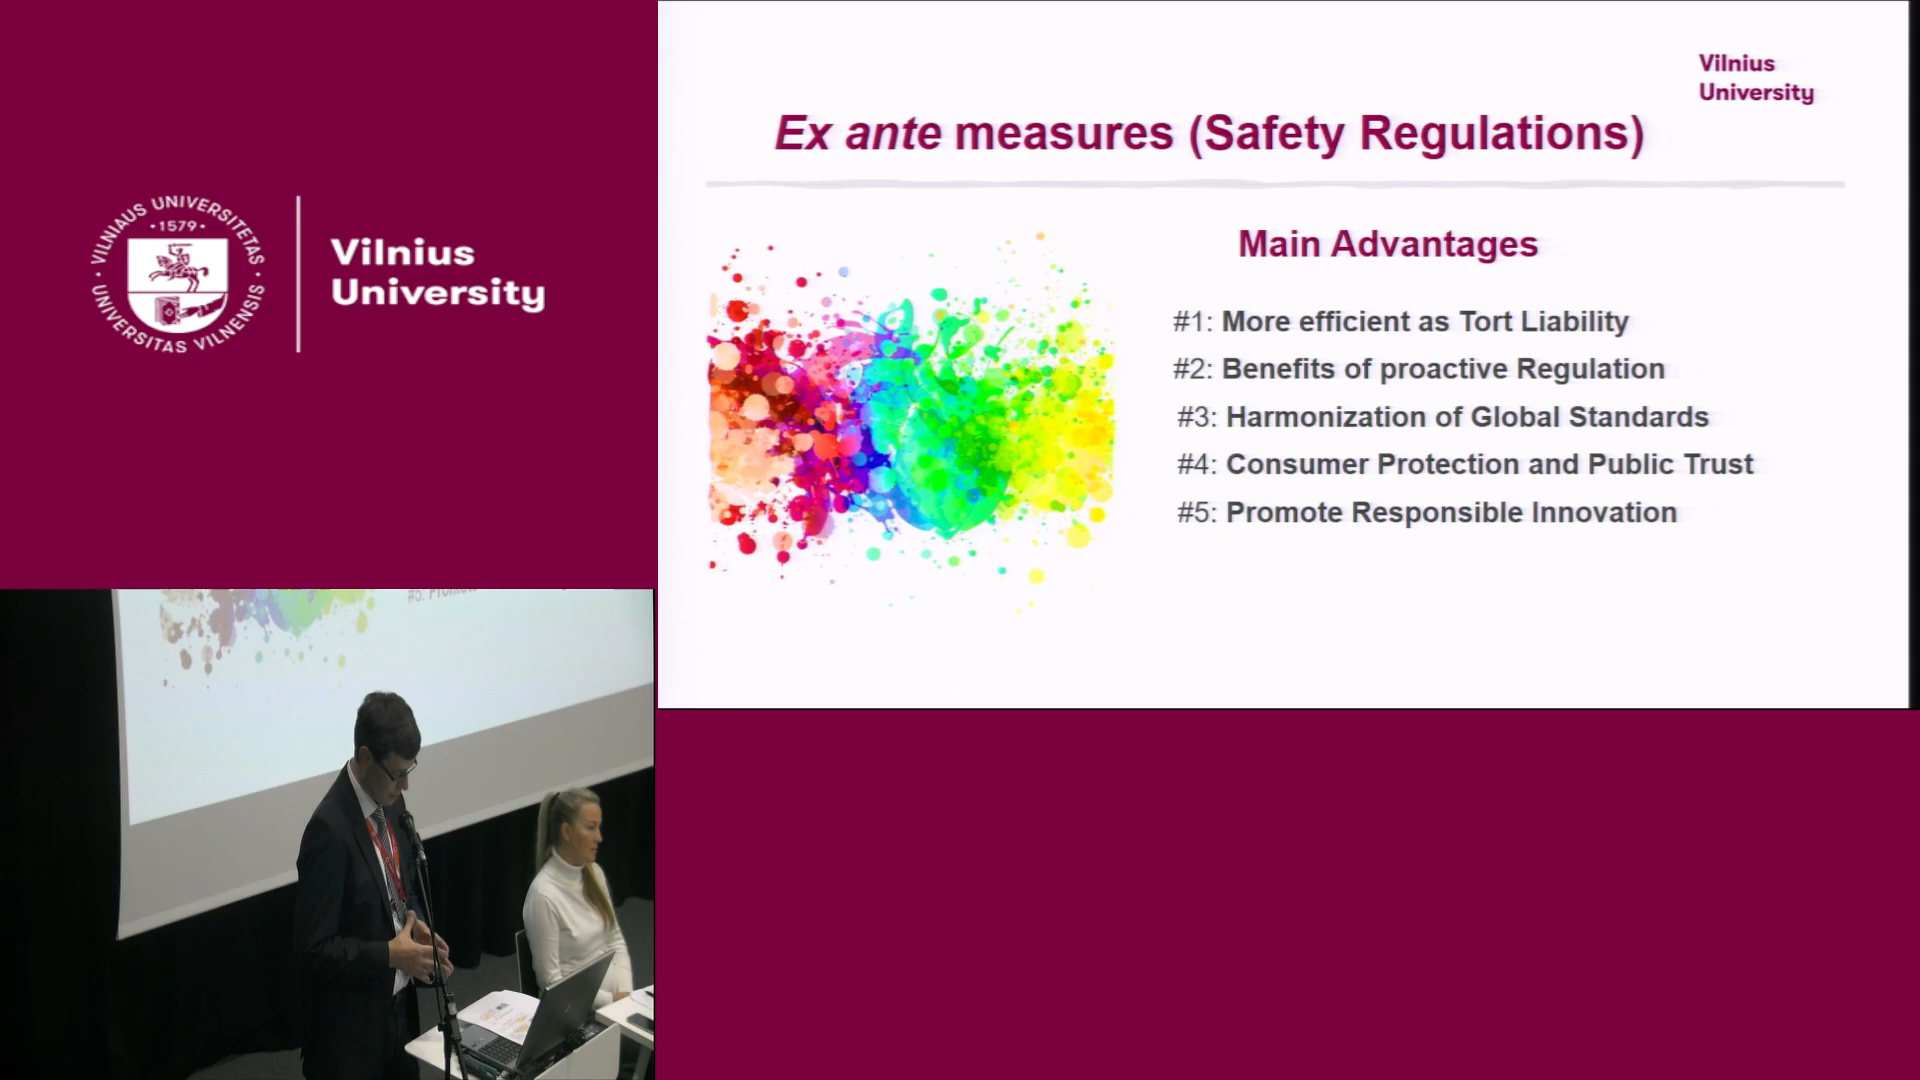 VILNIAUS UNIVERSITETAS
·1579·
UNIVERSITAS VILNENSIS
Vilnius
University
Vilnius
University
Ex ante measures (Safety Regulations)
Main Advantages
#1: More efficient as Tort Liability
#2: Benefits of proactive Regulation
#3: Harmonization of Global Standards
#4: Consumer Protection and Public Trust
#5: Promote Responsible Innovation